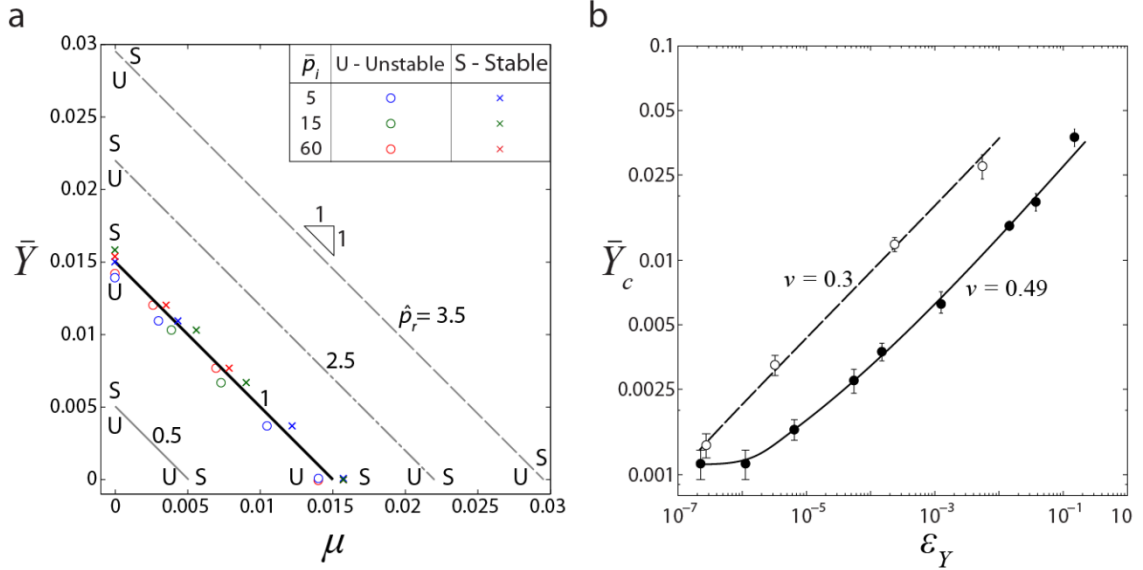 a
0.03
0.025
0.02
0.015
0.01
0.005
0
Ȳ
0
0.005
0.01
0.015
0.02
0.025
0.03
μ
p̄ᵢ U - Unstable S - Stable
5
15
60
S
U
S
U
S
U
S
U
1
1
p̂ᵣ= 3.5
2.5
1
0.5
U S
U S
U S
U S
b
0.1
0.05
0.025
0.01
0.005
0.0025
0.001
Ȳ_c
ν = 0.3
ν = 0.49
10⁻⁷
10⁻⁵
10⁻³
10⁻¹
10
ε_Y